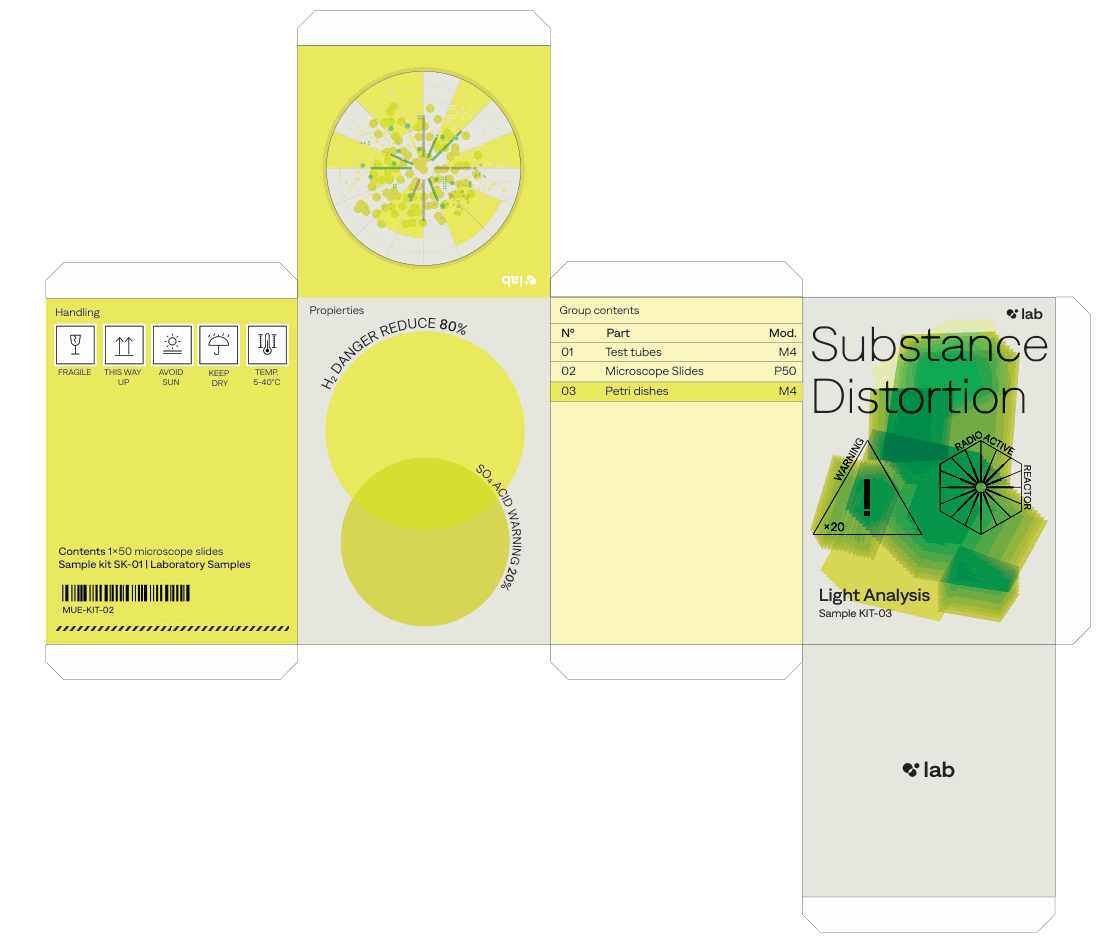 lab
Handling
FRAGILE
THIS WAY
UP
AVOID
SUN
KEEP
DRY
TEMP.
5-40°C
Contents 1×50 microscope slides
Sample kit SK-01 | Laboratory Samples
MUE-KIT-02
Propierties
H₂ DANGER REDUCE 80%
SO₄ ACID WARNING 20%
Group contents
Nº Part Mod.
01 Test tubes M4
02 Microscope Slides P50
03 Petri dishes M4
lab
Substance
Distortion
WARNING
!
×20
RADIO ACTIVE
REACTOR
Light Analysis
Sample KIT-03
lab